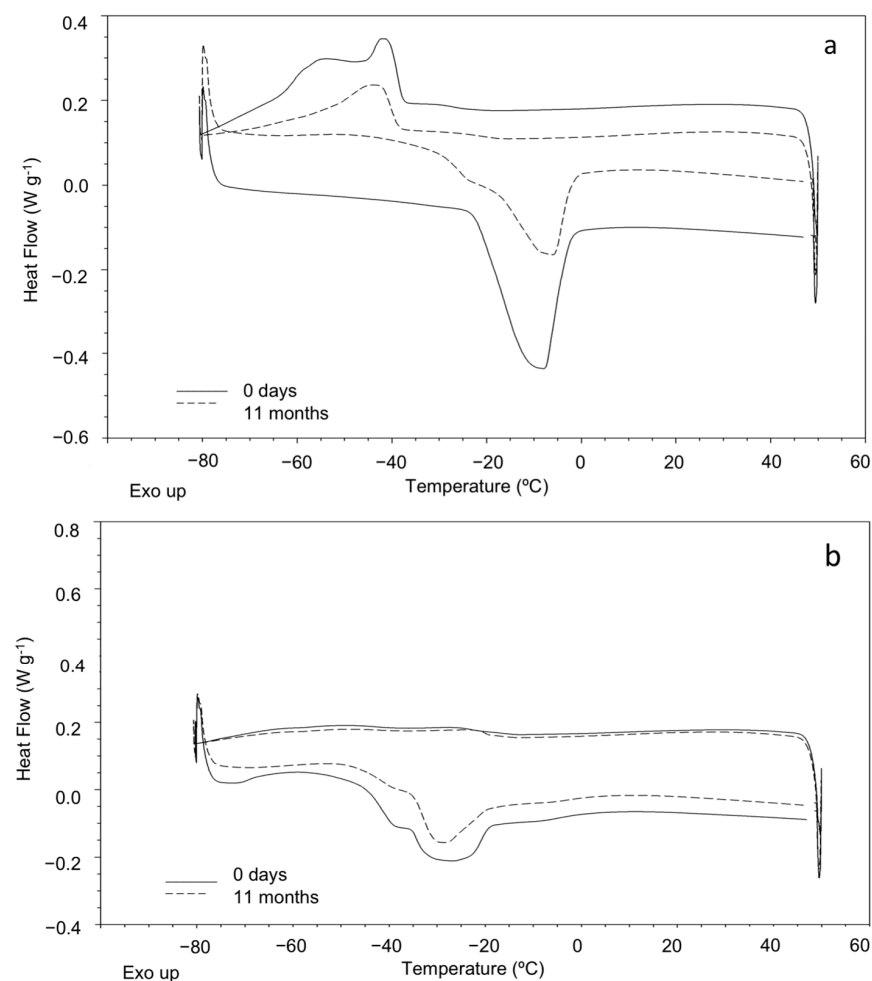 a
0.4
0.2
0.0
−0.2
−0.4
−0.6
Heat Flow (W g-1)
0 days
11 months
−80
−60
−40
−20
0
20
40
60
Temperature (ºC)
Exo up
b
0.8
0.6
0.4
0.2
0.0
−0.2
−0.4
Heat Flow (W g-1)
0 days
11 months
−80
−60
−40
−20
0
20
40
60
Temperature (ºC)
Exo up